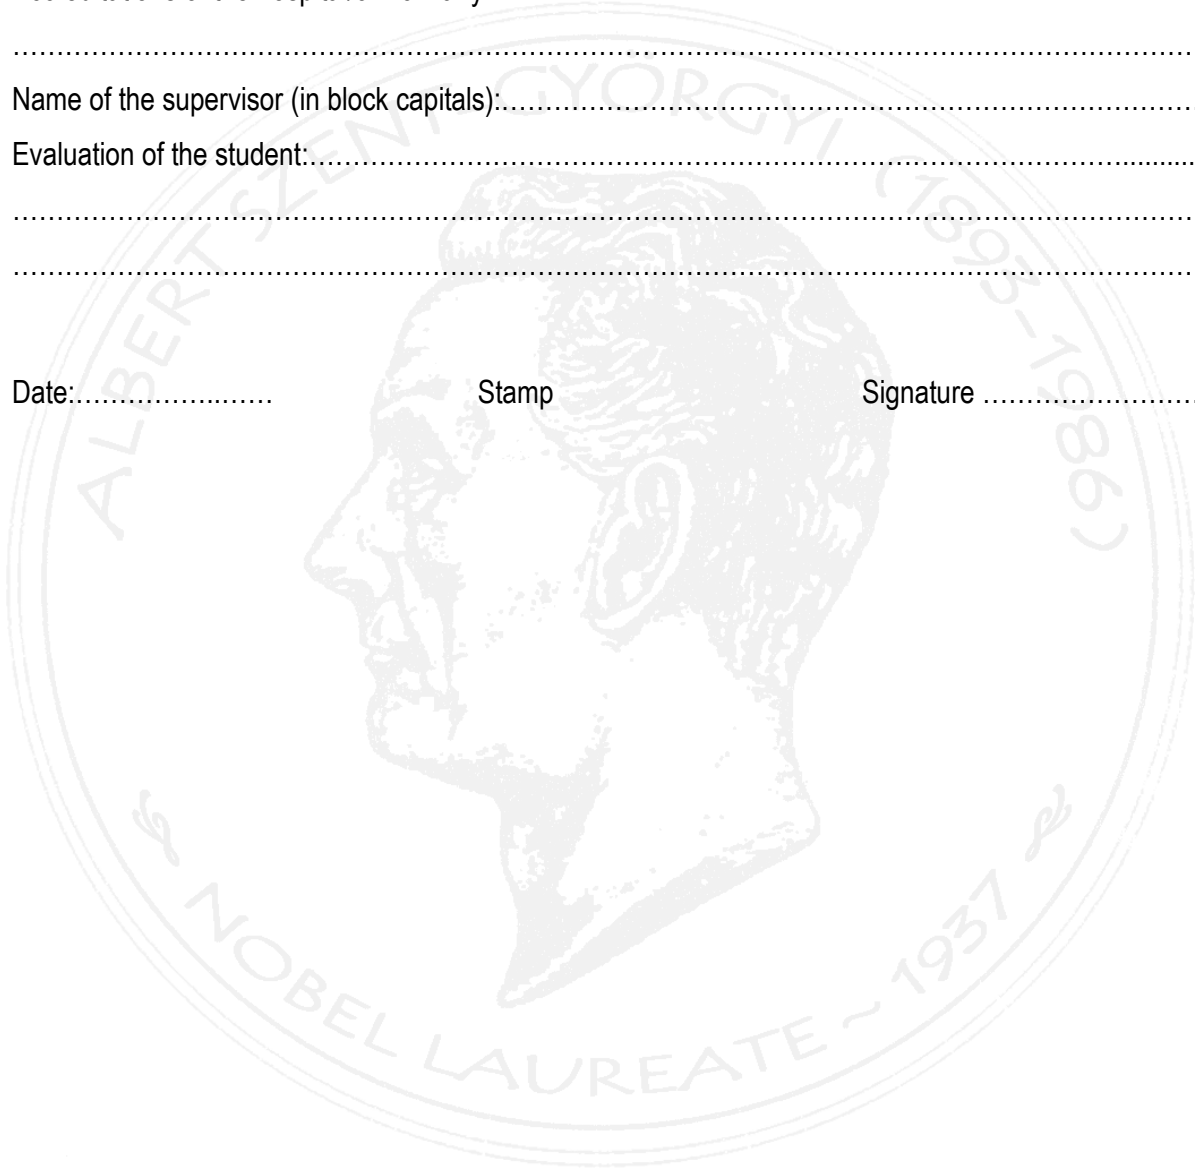 Name of the supervisor (in block capitals):……………………………………………………………………
Evaluation of the student:…………………………………………………………………………………...........
……………………………………………………………………………………………………………………
……………………………………………………………………………………………………………………
Date:……………..……
Stamp
Signature ……………………
ALBERT SZENT-GYÖRGYI (1893-1986)
NOBEL LAUREATE ~ 1937